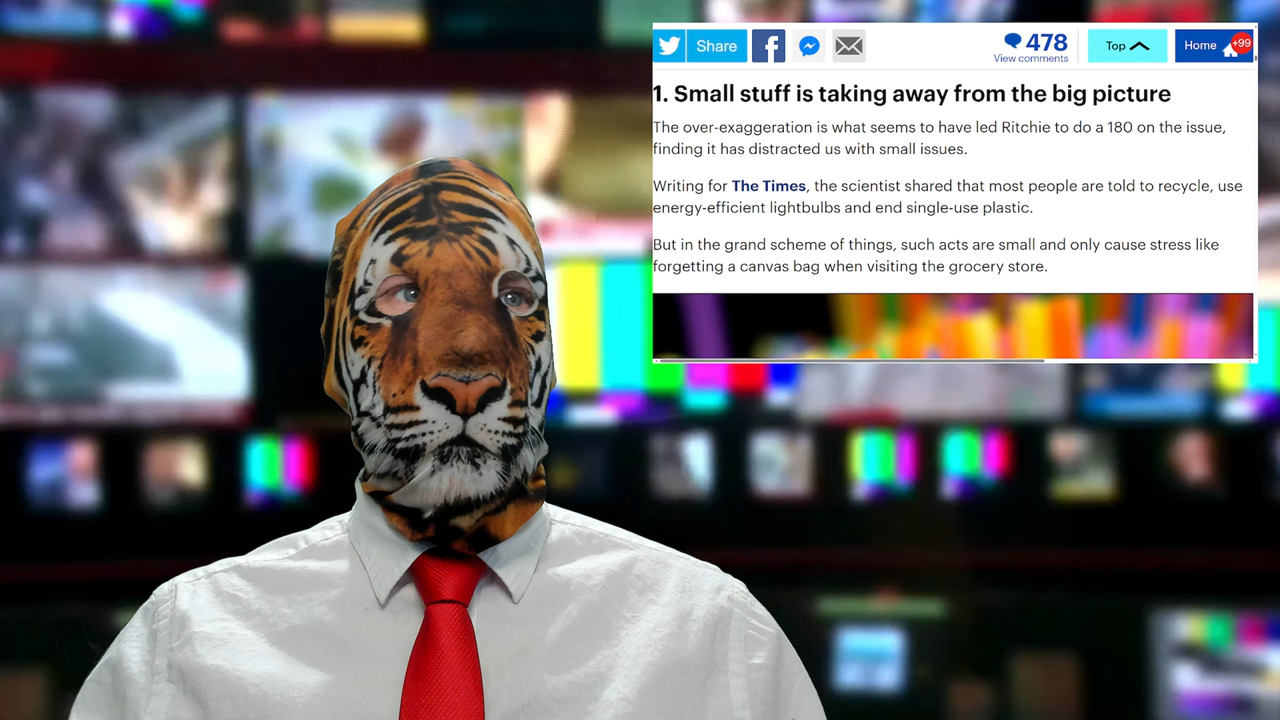 Share
478
View comments
Top
Home
+99
1. Small stuff is taking away from the big picture
The over-exaggeration is what seems to have led Ritchie to do a 180 on the issue,
finding it has distracted us with small issues.
Writing for The Times, the scientist shared that most people are told to recycle, use
energy-efficient lightbulbs and end single-use plastic.
But in the grand scheme of things, such acts are small and only cause stress like
forgetting a canvas bag when visiting the grocery store.